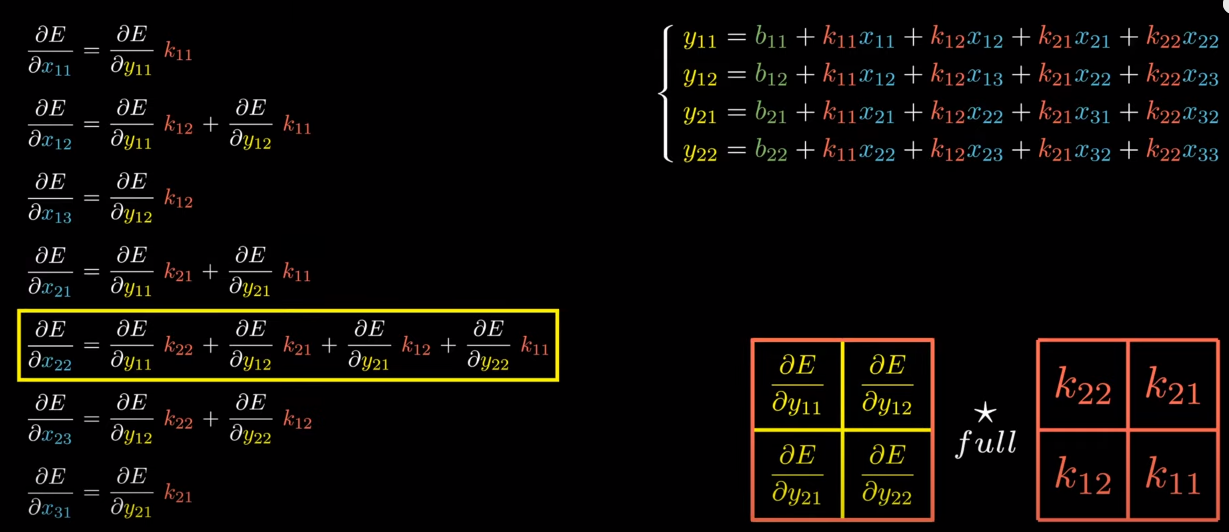 ∂E/∂x₁₁ = ∂E/∂y₁₁ k₁₁
∂E/∂x₁₂ = ∂E/∂y₁₁ k₁₂ + ∂E/∂y₁₂ k₁₁
∂E/∂x₁₃ = ∂E/∂y₁₂ k₁₂
∂E/∂x₂₁ = ∂E/∂y₁₁ k₂₁ + ∂E/∂y₂₁ k₁₁
∂E/∂x₂₂ = ∂E/∂y₁₁ k₂₂ + ∂E/∂y₁₂ k₂₁ + ∂E/∂y₂₁ k₁₂ + ∂E/∂y₂₂ k₁₁
∂E/∂x₂₃ = ∂E/∂y₁₂ k₂₂ + ∂E/∂y₂₂ k₁₂
∂E/∂x₃₁ = ∂E/∂y₂₁ k₂₁
y₁₁ = b₁₁ + k₁₁x₁₁ + k₁₂x₁₂ + k₂₁x₂₁ + k₂₂x₂₂
y₁₂ = b₁₂ + k₁₁x₁₂ + k₁₂x₁₃ + k₂₁x₂₂ + k₂₂x₂₃
y₂₁ = b₂₁ + k₁₁x₂₁ + k₁₂x₂₂ + k₂₁x₃₁ + k₂₂x₃₂
y₂₂ = b₂₂ + k₁₁x₂₂ + k₁₂x₂₃ + k₂₁x₃₂ + k₂₂x₃₃
∂E/∂y₁₁ ∂E/∂y₁₂
∂E/∂y₂₁ ∂E/∂y₂₂
⋆
full
k₂₂ k₂₁
k₁₂ k₁₁